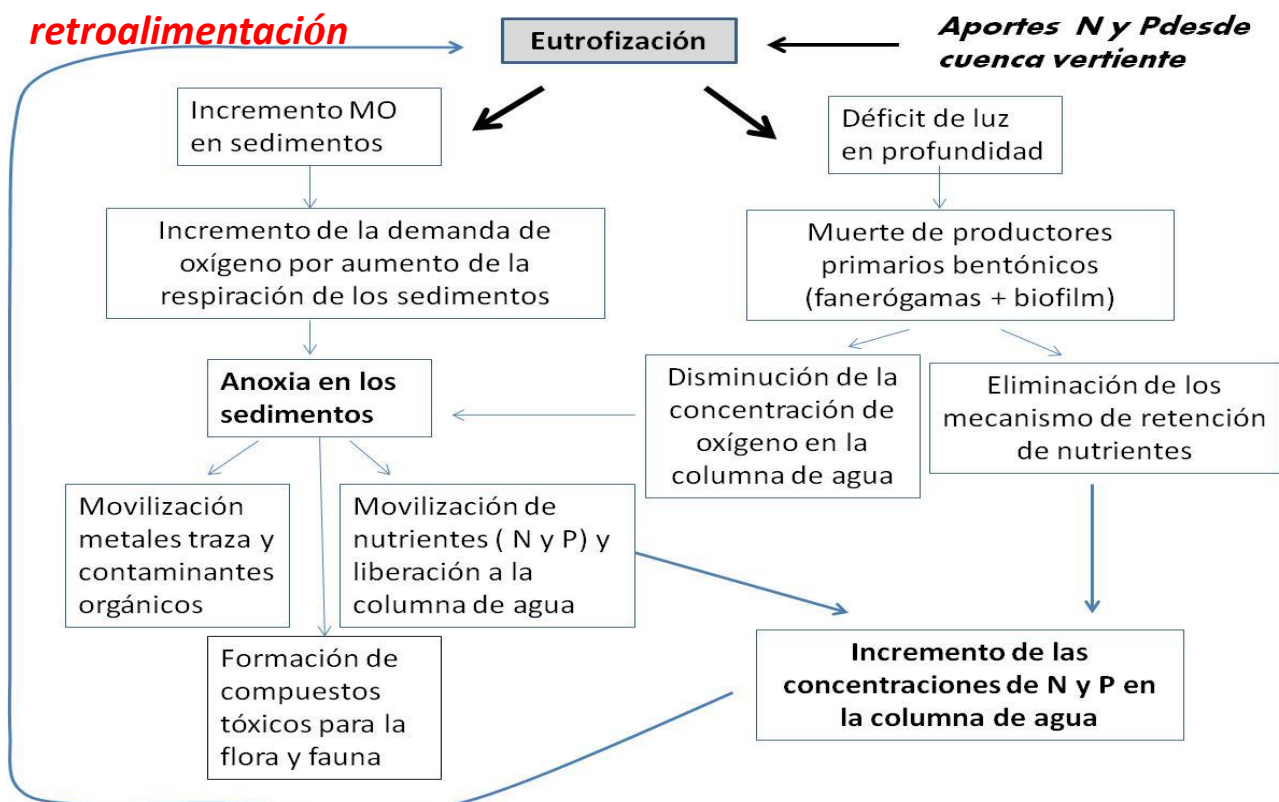 retroalimentación
Eutrofización
Aportes N y Pdesde
cuenca vertiente
Incremento MO
en sedimentos
Déficit de luz
en profundidad
Incremento de la demanda de
oxígeno por aumento de la
respiración de los sedimentos
Muerte de productores
primarios bentónicos
(fanerógamas + biofilm)
Anoxia en los
sedimentos
Disminución de la
concentración de
oxígeno en la
columna de agua
Eliminación de los
mecanismo de retención
de nutrientes
Movilización
metales traza y
contaminantes
orgánicos
Movilización de
nutrientes ( N y P) y
liberación a la
columna de agua
Formación de
compuestos
tóxicos para la
flora y fauna
Incremento de las
concentraciones de N y P en
la columna de agua